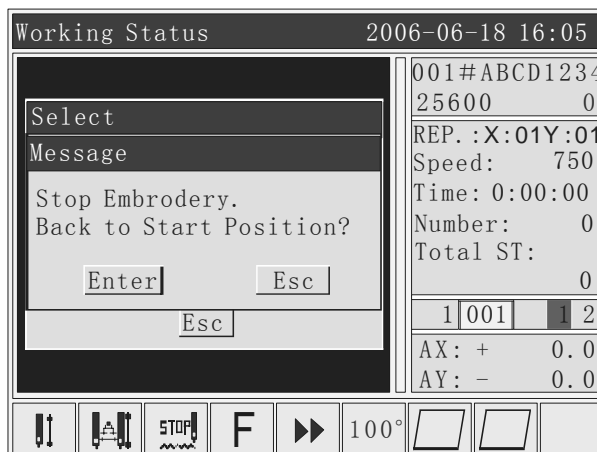 Working Status 2006-06-18 16:05
001#ABCD1234
25600 0
REP.:X:01Y:01
Speed: 750
Time: 0:00:00
Number: 0
Total ST:
0
1 001 1 2
AX: + 0.0
AY: - 0.0
Select
Message
Stop Embrodery.
Back to Start Position?
Enter Esc
Esc
STOP F 100°